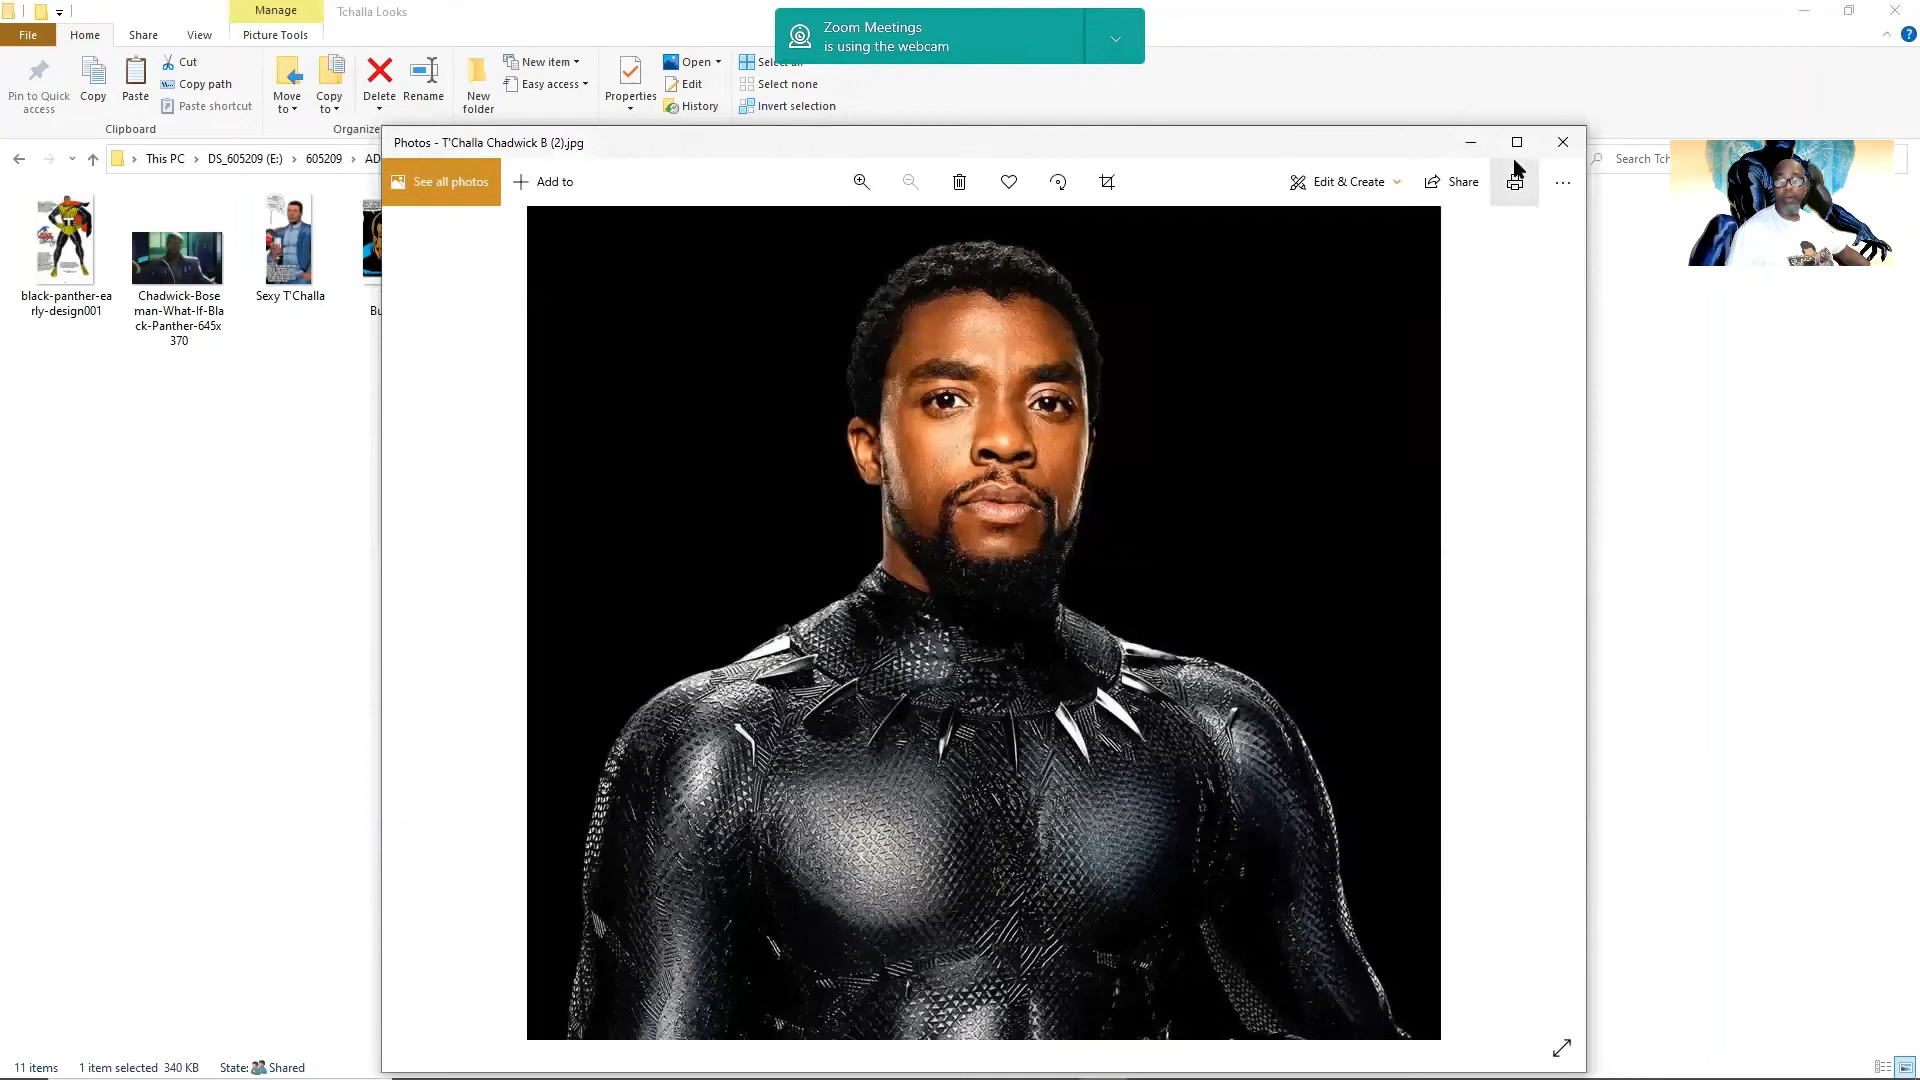 Manage
Tchalla Looks
File
Home
Share
View
Picture Tools
Zoom Meetings
is using the webcam
Pin to Quick
access
Copy
Paste
Cut
Copy path
Paste shortcut
Clipboard
Move
to
Copy
to
Delete
Rename
Organize
New
folder
New item
Easy access
Properties
Open
Edit
History
Select all
Select none
Invert selection
This PC
DS_605209 (E:)
605209
AD
Search Tch
Photos - T'Challa Chadwick B (2).jpg
See all photos
Add to
Edit & Create
Share
black-panther-ea
rly-design001
Chadwick-Bose
man-What-If-Bla
ck-Panther-645x
370
Sexy T'Challa
Bu
11 items
1 item selected 340 KB
State:
Shared